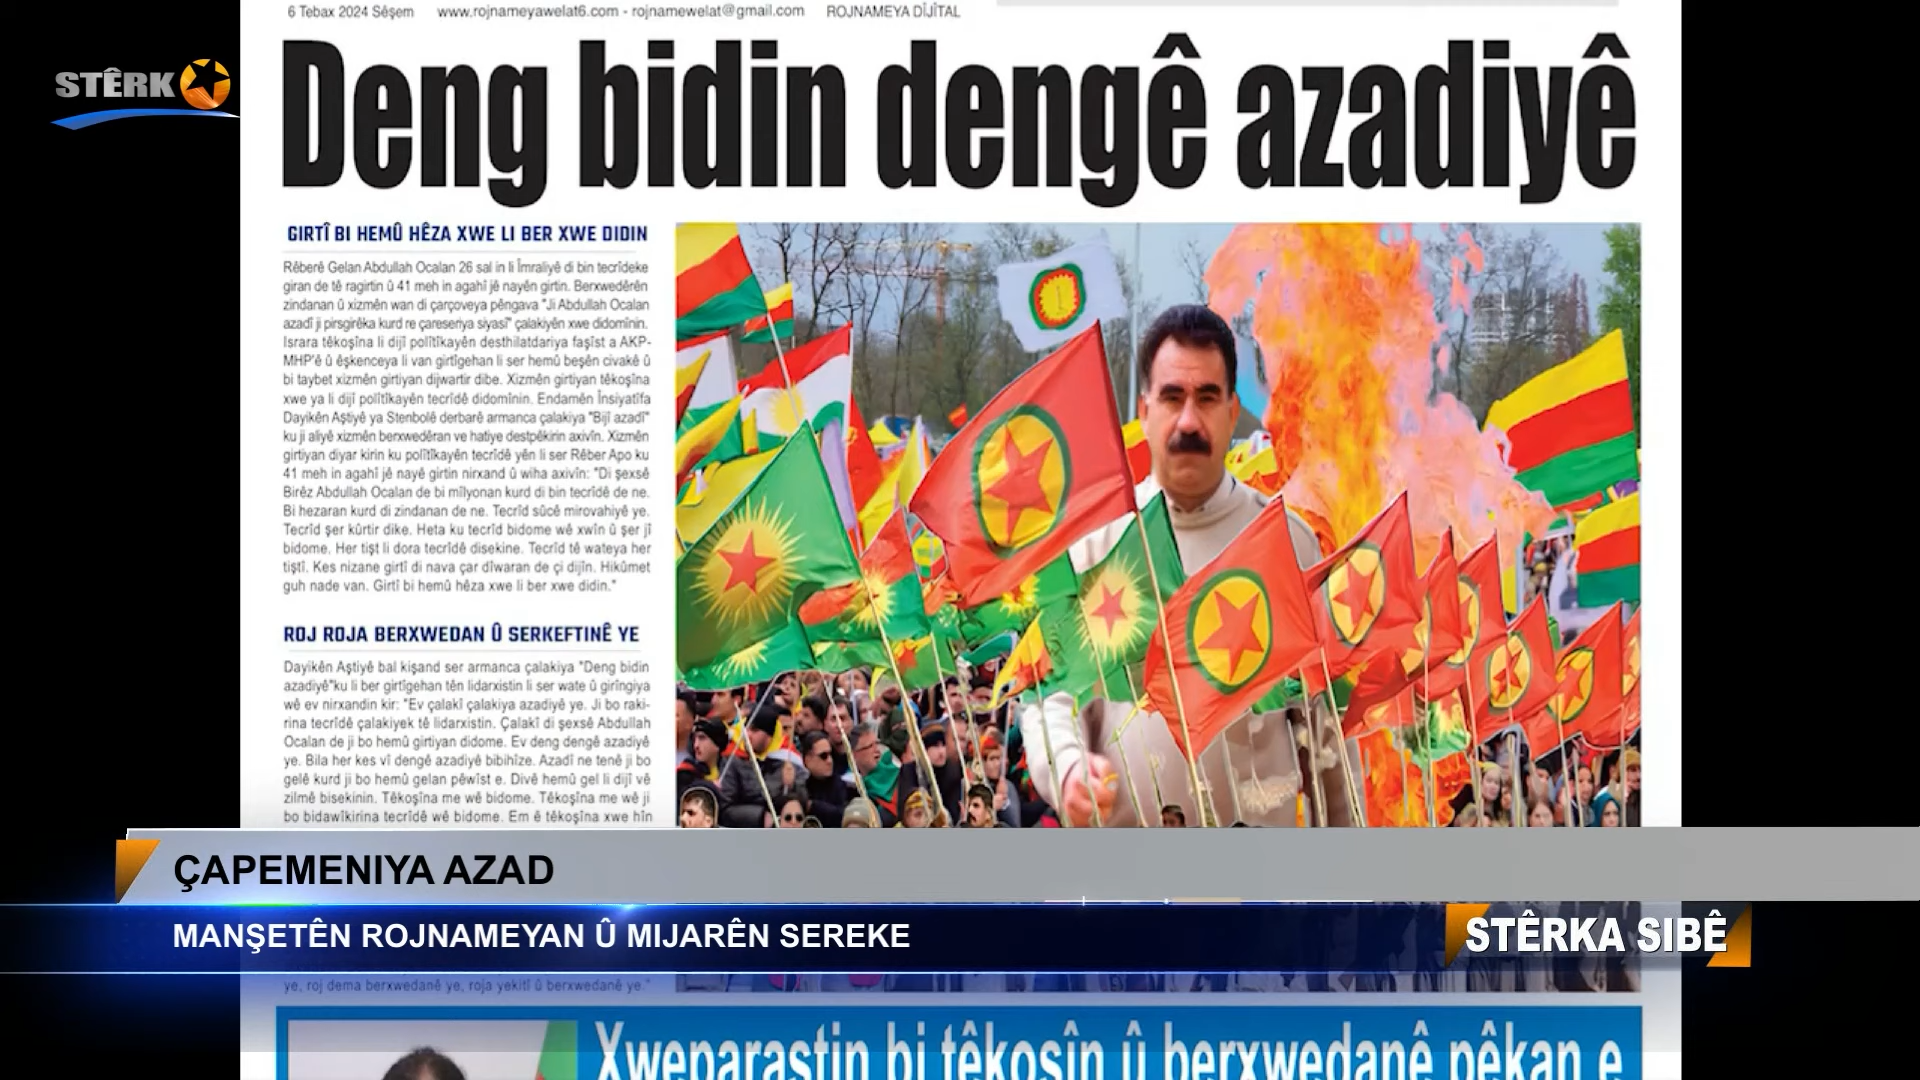 6 Tebax 2024 Sêşem www.rojnameyawelat6.com - rojnamewelat@gmail.com ROJNAMEYA DÎJÎTAL
STÊRK
Deng bidin dengê azadiyê
GIRTÎ BI HEMÛ HÊZA XWE LI BER XWE DIDIN
Rêberê Gelan Abdullah Ocalan 26 sal in li Îmraliyê di bin tecrîdeke
giran de tê ragirtin û 41 meh in agahî jê nayên girtin. Berxwedêrên
zindanan û xizmên wan di çarçoveya pêngava "Ji Abdullah Ocalan
azadî ji pirsgirêka kurd re çareseriya siyasî" çalakiyên xwe didomînin.
Israra têkoşîna li dijî polîtîkayên desthilatdariya faşîst a AKP-
MHP'ê û êşkenceya li van girtîgehan li ser hemû beşên civakê û
bi taybet xizmên girtiyan dijwartir dibe. Xizmên girtiyan têkoşîna
xwe ya li dijî polîtîkayên tecrîdê didomînin. Endamên Însiyatîfa
Dayikên Aştiyê ya Stenbolê derbarê armanca çalakiya "Bijî azadî"
ku ji aliyê xizmên berxwedêran ve hatiye destpêkirin axivîn. Xizmên
girtiyan diyar kirin ku polîtîkayên tecrîdê yên li ser Rêber Apo ku
41 meh in agahî jê nayê girtin nirxand û wiha axivîn: "Di şexsê
Birêz Abdullah Ocalan de bi mîlyonan kurd di bin tecrîdê de ne.
Bi hezaran kurd di zindanan de ne. Tecrîd sûcê mirovahiyê ye.
Tecrîd şer kûrtir dike. Heta ku tecrîd bidome wê xwîn û şer jî
bidome. Her tişt li dora tecrîdê disekine. Tecrîd tê wateya her
tiştî. Kes nizane girtî di nava çar dîwaran de çi dijîn. Hikûmet
guh nade van. Girtî bi hemû hêza xwe li ber xwe didin."
ROJ ROJA BERXWEDAN Û SERKEFTINÊ YE
Dayikên Aştiyê bal kişand ser armanca çalakiya "Deng bidin
azadiyê"ku li ber girtîgehan tên lidarxistin li ser wate û girîngiya
wê ev nirxandin kir: "Ev çalakî çalakiya azadiyê ye. Ji bo raki-
rina tecrîdê çalakiyek tê lidarxistin. Çalakî di şexsê Abdullah
Ocalan de ji bo hemû girtiyan didome. Ev deng dengê azadiyê
ye. Bila her kes vî dengê azadiyê bibihîze. Azadî ne tenê ji bo
gelê kurd ji bo hemû gelan pêwîst e. Divê hemû gel li dijî vê
zilmê bisekinin. Têkoşîna me wê bidome. Têkoşîna me wê ji
bo bidawîkirina tecrîdê wê bidome. Em ê têkoşîna xwe hîn
ÇAPEMENIYA AZAD
MANŞETÊN ROJNAMEYAN Û MIJARÊN SEREKE
STÊRKA SIBÊ
ye, roj dema berxwedanê ye, roja yekitî û berxwedanê ye."
Xweparastin bi têkoşîn û berxwedanê pêkan e